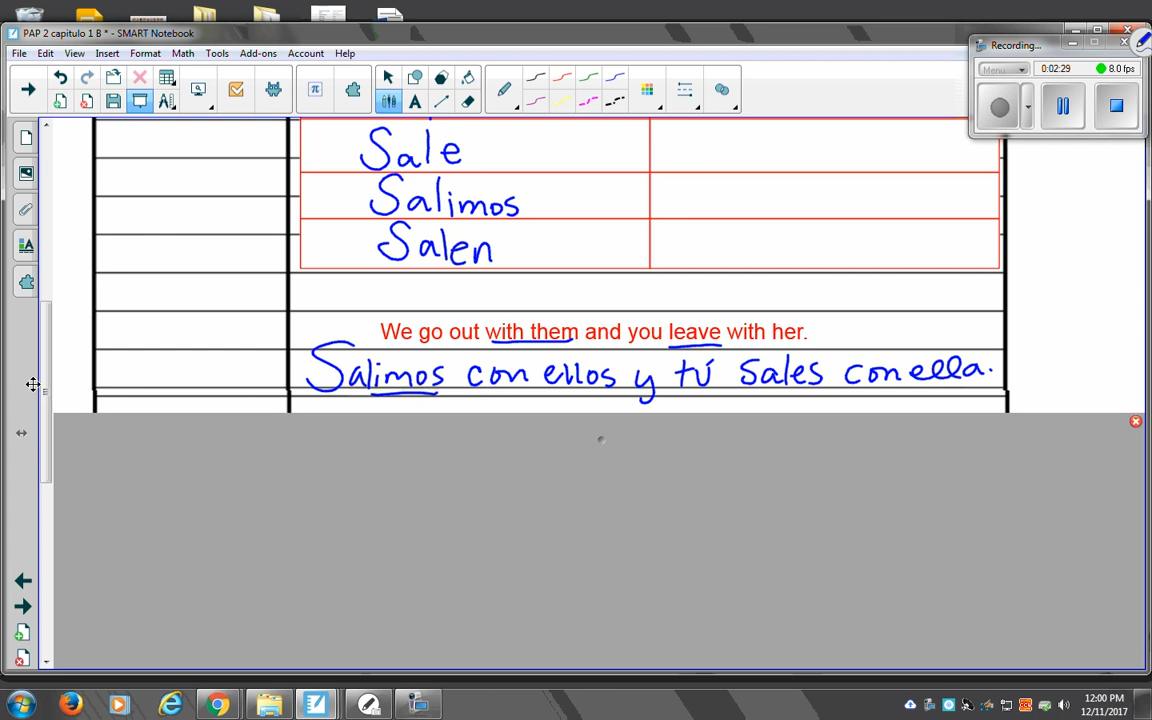 PAP 2 capitulo 1 B * - SMART Notebook
File Edit View Insert Format Math Tools Add-ons Account Help
Recording...
Menu 0:02:29 8.0 fps
Sale
Salimos
Salen
We go out with them and you leave with her.
Salimos con ellos y tú sales con ella.
12:00 PM
12/11/2017